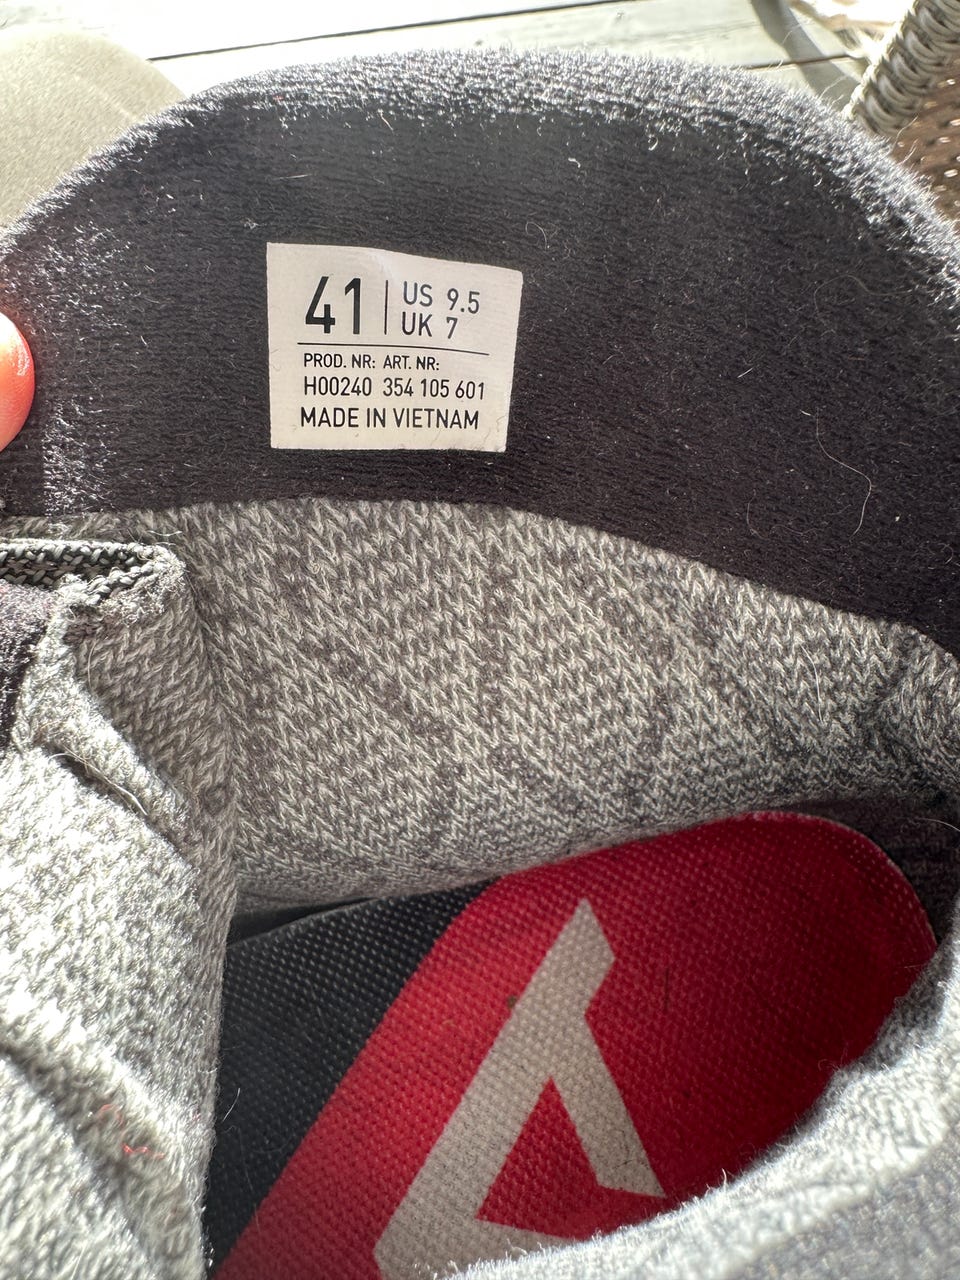 41 US 9.5
UK 7
PROD. NR: ART. NR:
H00240 354 105 601
MADE IN VIETNAM